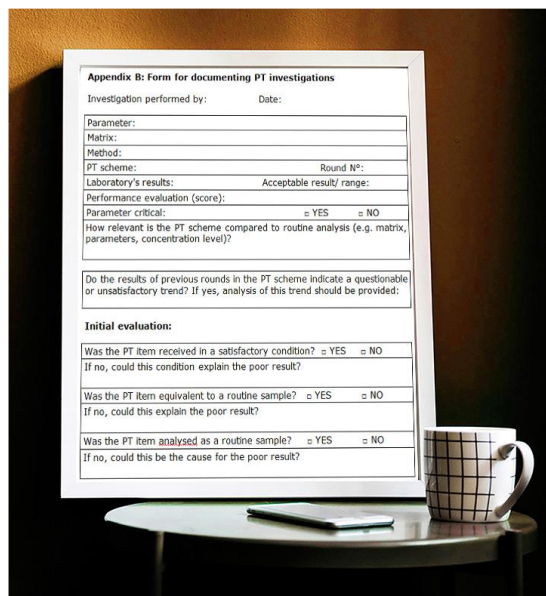 Appendix B: Form for documenting PT investigations
Investigation performed by: Date:
Parameter:
Matrix:
Method:
PT scheme: Round N°:
Laboratory's results: Acceptable result/ range:
Performance evaluation (score):
Parameter critical: □ YES □ NO
How relevant is the PT scheme compared to routine analysis (e.g. matrix,
parameters, concentration level)?
Do the results of previous rounds in the PT scheme indicate a questionable
or unsatisfactory trend? If yes, analysis of this trend should be provided:
Initial evaluation:
Was the PT item received in a satisfactory condition? □ YES □ NO
If no, could this condition explain the poor result?
Was the PT item equivalent to a routine sample? □ YES □ NO
If no, could this explain the poor result?
Was the PT item analysed as a routine sample? □ YES □ NO
If no, could this be the cause for the poor result?